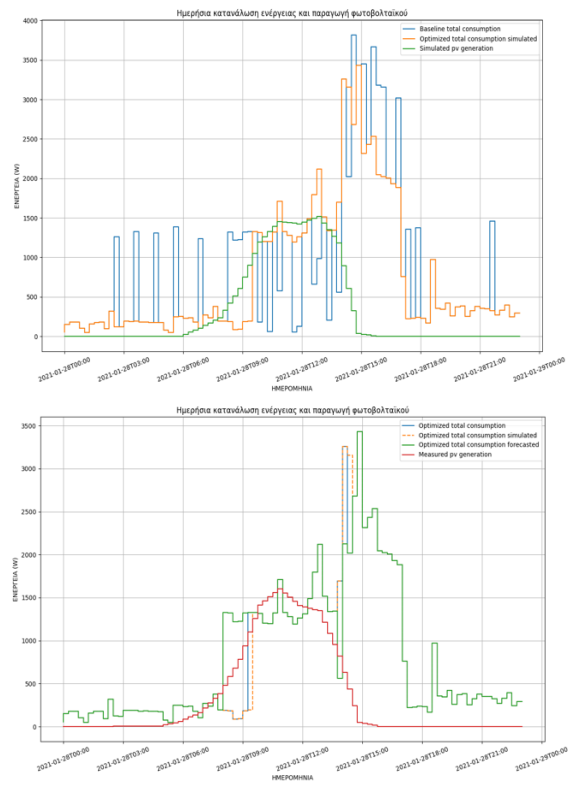 Ημερήσια κατανάλωση ενέργειας και παραγωγή φωτοβολταϊκού
4000
3500
3000
2500
2000
1500
1000
500
0
ΕΝΕΡΓΕΙΑ (W)
Baseline total consumption
Optimized total consumption simulated
Simulated pv generation
2021-01-28T00:00
2021-01-28T03:00
2021-01-28T06:00
2021-01-28T09:00
2021-01-28T12:00
2021-01-28T15:00
2021-01-28T18:00
2021-01-28T21:00
2021-01-29T00:00
ΗΜΕΡΟΜΗΝΙΑ
Ημερήσια κατανάλωση ενέργειας και παραγωγή φωτοβολταϊκού
3500
3000
2500
2000
1500
1000
500
0
ΕΝΕΡΓΕΙΑ (W)
Optimized total consumption
Optimized total consumption simulated
Optimized total consumption forecasted
Measured pv generation
2021-01-28T00:00
2021-01-28T03:00
2021-01-28T06:00
2021-01-28T09:00
2021-01-28T12:00
2021-01-28T15:00
2021-01-28T18:00
2021-01-28T21:00
2021-01-29T00:00
ΗΜΕΡΟΜΗΝΙΑ